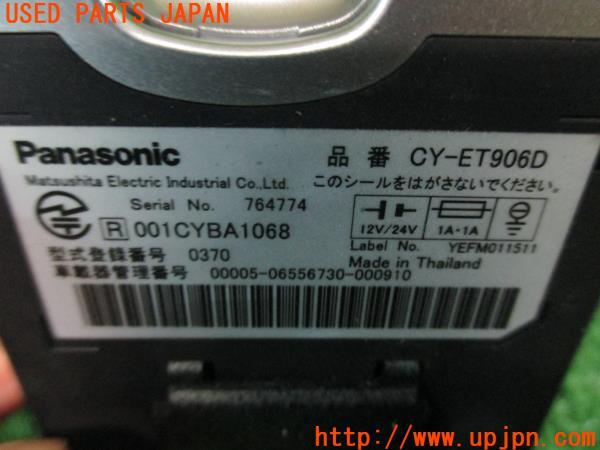 USED PARTS JAPAN
Panasonic 品番 CY-ET906D
Matsushita Electric Industrial Co.,Ltd. このシールをはがさないでください。
Serial No. 764774
R 001CYBA1068 12V/24V 1A・1A
Label No. YEFM011511
型式登録番号 0370 Made in Thailand
車載器管理番号 00005-06556730-000910
UPJ
http://www.upjpn.com